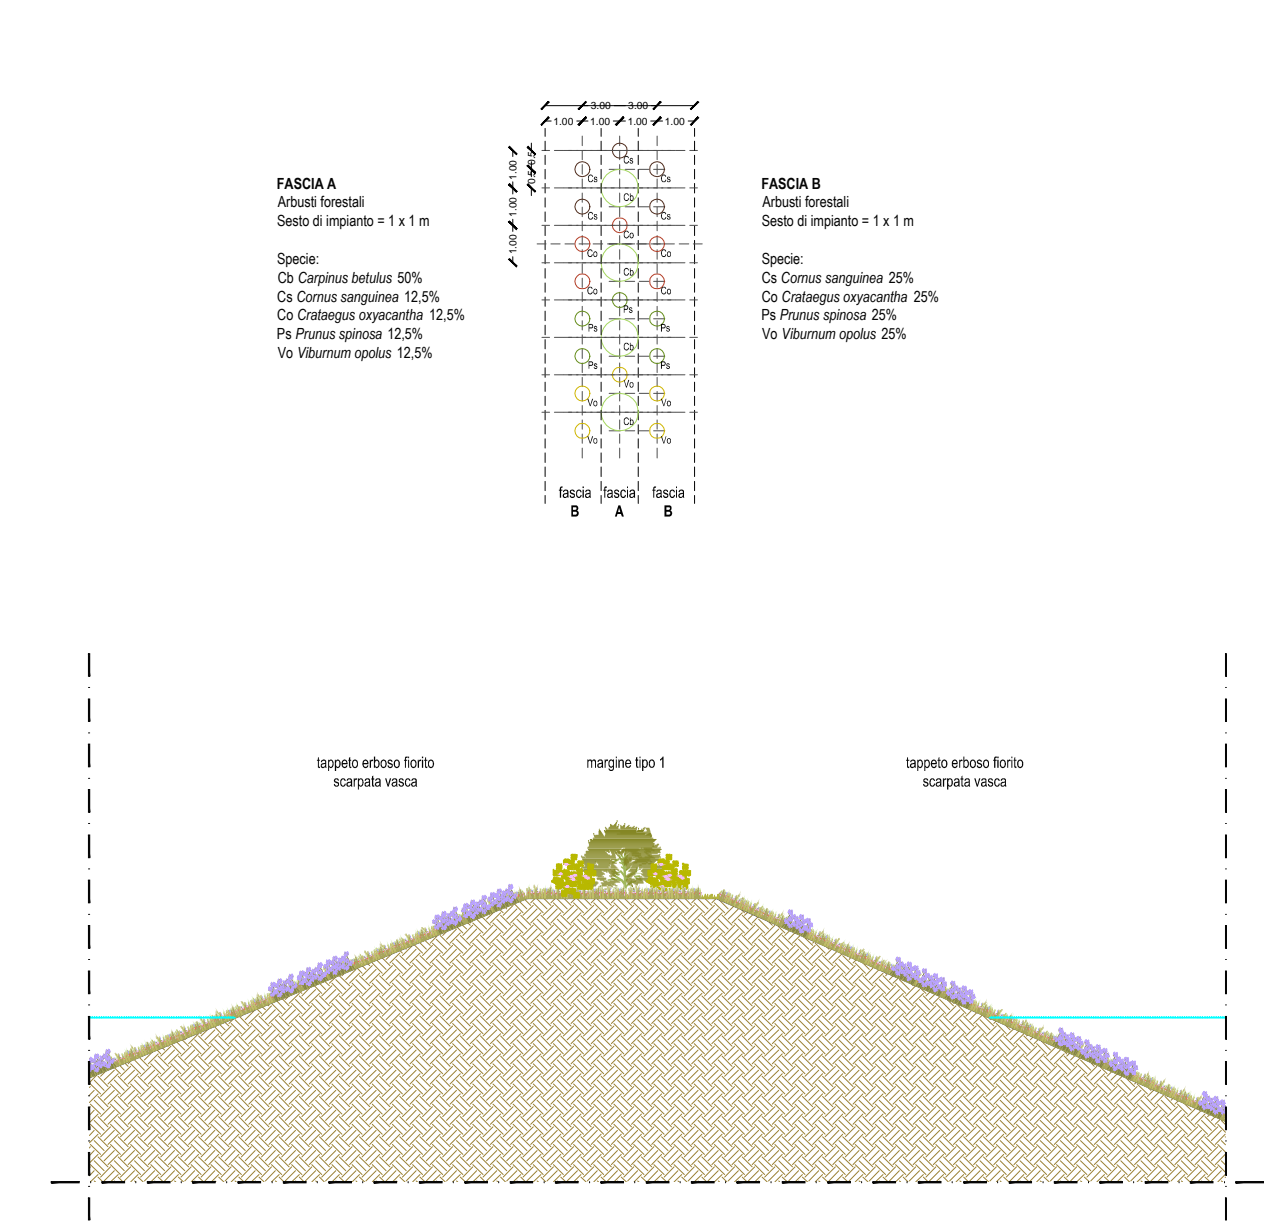 3.00 3.00
1.00 1.00 1.00 1.00
1.00 0.5 0.5
1.00
1.00
FASCIA A
Arbusti forestali
Sesto di impianto = 1 x 1 m
Specie:
Cb Carpinus betulus 50%
Cs Cornus sanguinea 12,5%
Co Crataegus oxyacantha 12,5%
Ps Prunus spinosa 12,5%
Vo Viburnum opolus 12,5%
Cs
Cs Cs
Cb
Cs Cs
Co
Co Co
Cb
Co Co
Ps
Ps Ps
Cb
Ps Ps
Vo
Vo Vo
Cb
Vo Vo
fascia fascia fascia
B A B
FASCIA B
Arbusti forestali
Sesto di impianto = 1 x 1 m
Specie:
Cs Cornus sanguinea 25%
Co Crataegus oxyacantha 25%
Ps Prunus spinosa 25%
Vo Viburnum opolus 25%
tappeto erboso fiorito
scarpata vasca
margine tipo 1
tappeto erboso fiorito
scarpata vasca